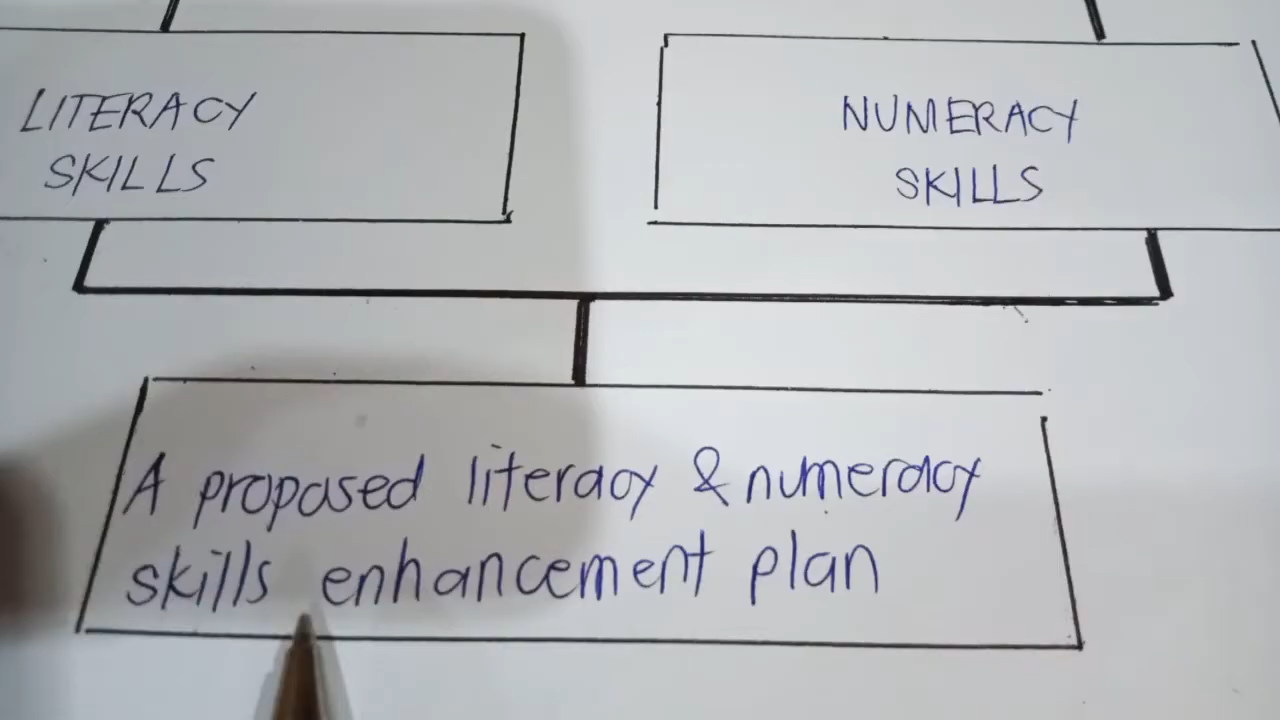 LITERACY
SKILLS
NUMERACY
SKILLS
A proposed literacy & numeracy
skills enhancement plan